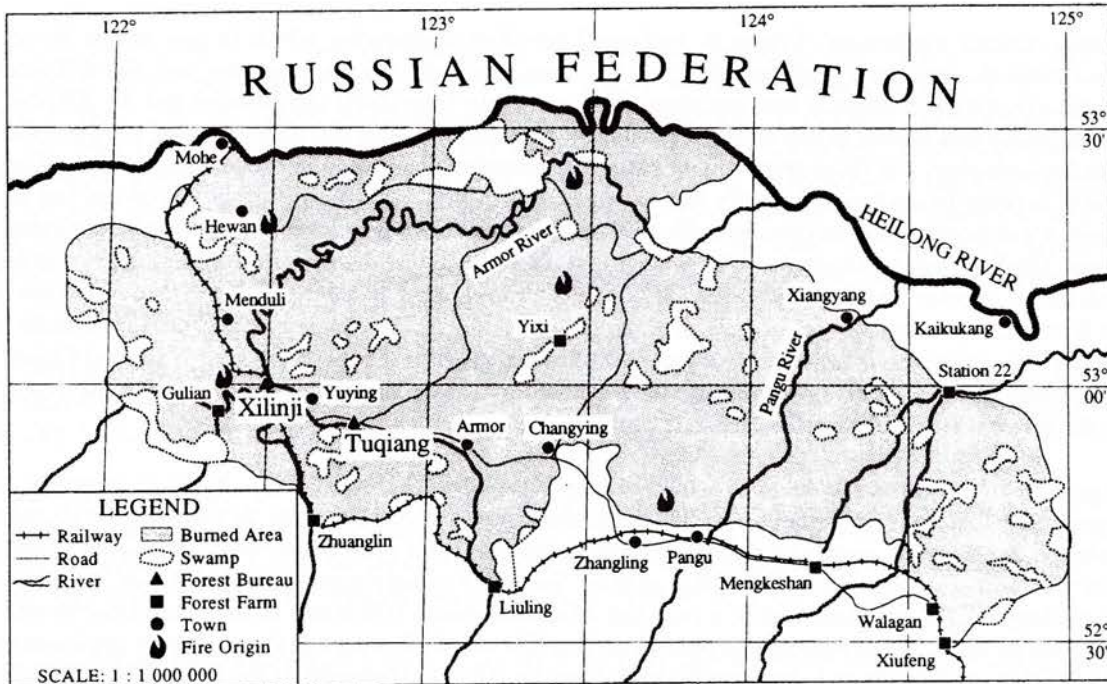 122°
123°
124°
125°
RUSSIAN FEDERATION
53°
30'
Mohe
Hewan
Armor River
HEILONG RIVER
Menduli
Xiangyang
Kaikukang
Yixi
Pangu River
Station 22
53°
00'
Gulian
Yuying
Xilinji
Armor
Changying
Tuqiang
LEGEND
Railway
Burned Area
Road
Swamp
River
Forest Bureau
Forest Farm
Town
Fire Origin
SCALE: 1 : 1 000 000
Zhuanglin
Liuling
Zhangling
Pangu
Mengkeshan
Walagan
Xiufeng
52°
30'